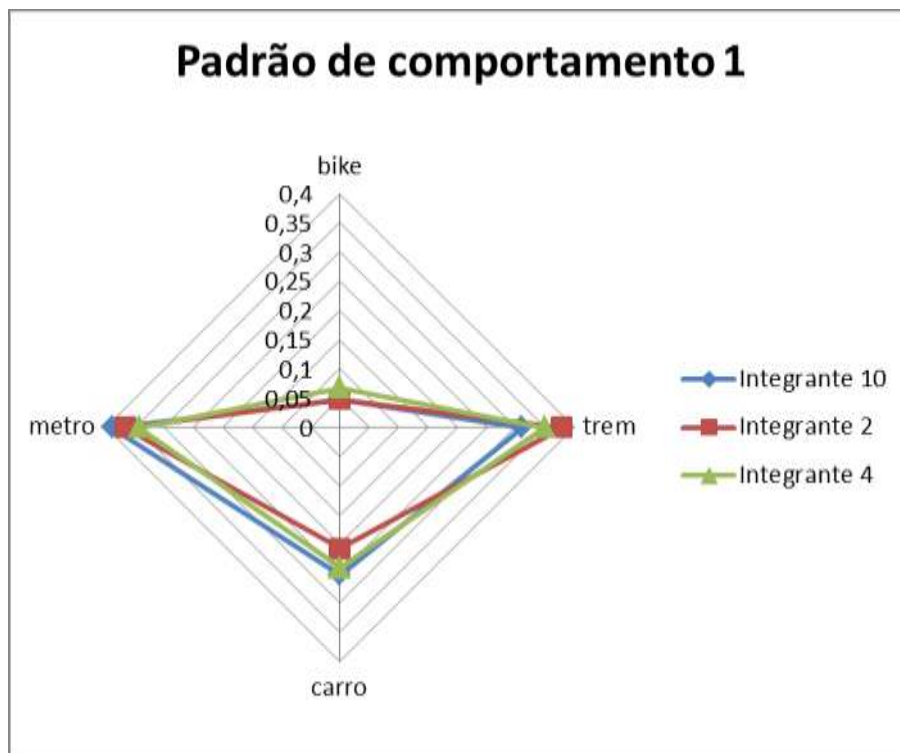 Padrão de comportamento 1
bike
0,4
0,35
0,3
0,25
0,2
0,15
0,1
0,05
0
metro
trem
carro
Integrante 10
Integrante 2
Integrante 4